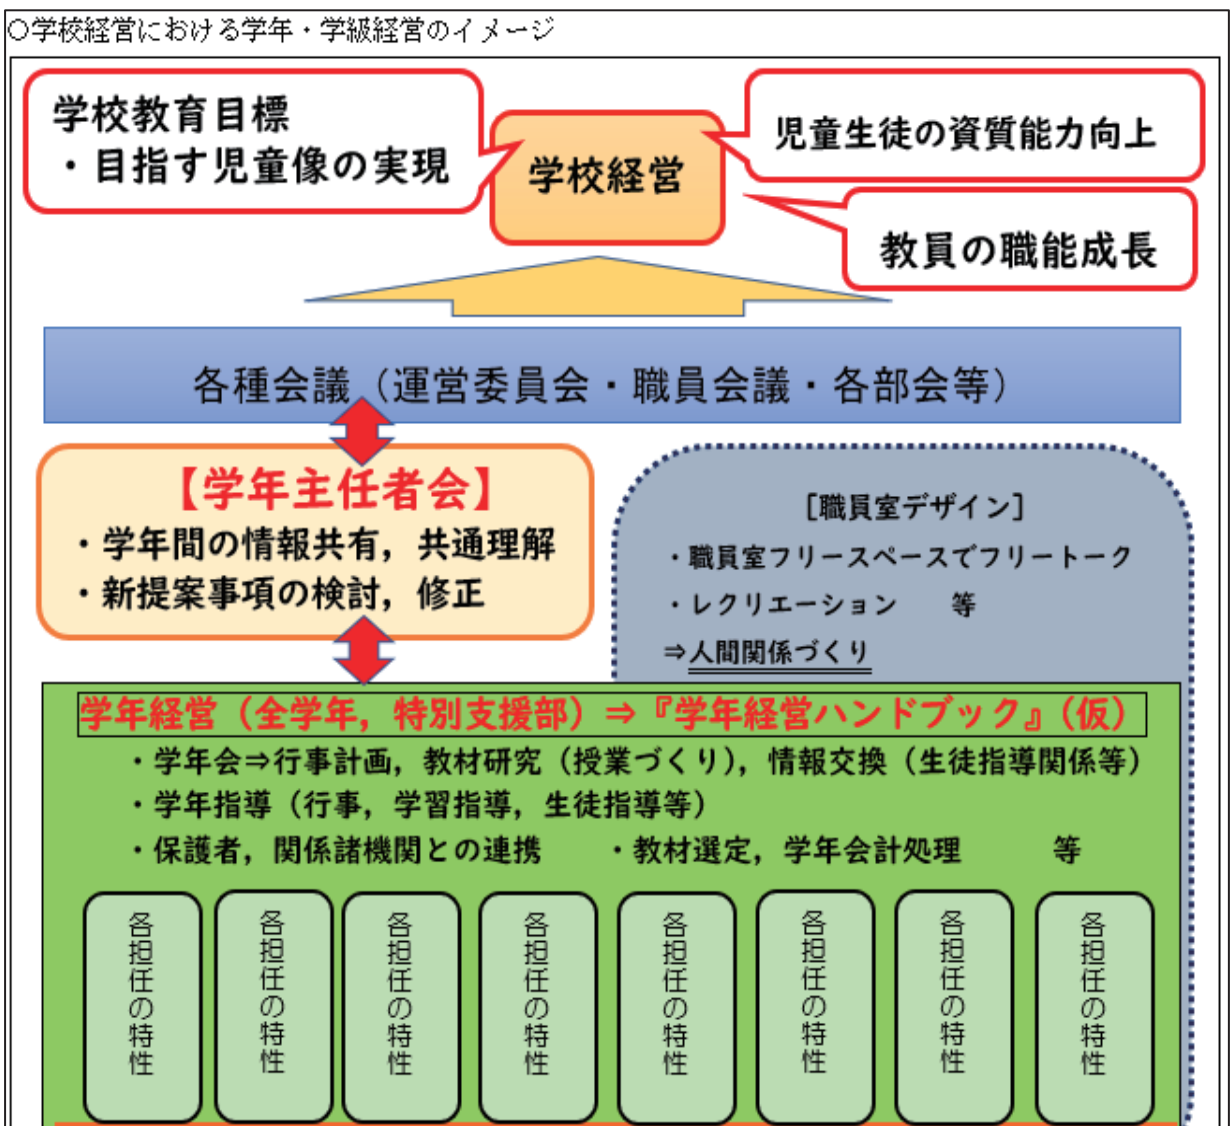 ○学校経営における学年・学級経営のイメージ
学校教育目標
・目指す児童像の実現
学校経営
児童生徒の資質能力向上
教員の職能成長
各種会議（運営委員会・職員会議・各部会等）
【学年主任者会】
・学年間の情報共有，共通理解
・新提案事項の検討，修正
［職員室デザイン］
・職員室フリースペースでフリートーク
・レクリエーション　　等
⇒人間関係づくり
学年経営（全学年，特別支援部）⇒『学年経営ハンドブック』（仮）
・学年会⇒行事計画，教材研究（授業づくり），情報交換（生徒指導関係等）
・学年指導（行事，学習指導，生徒指導等）
・保護者，関係諸機関との連携　　・教材選定，学年会計処理　　　等
各担任の特性
各担任の特性
各担任の特性
各担任の特性
各担任の特性
各担任の特性
各担任の特性
各担任の特性